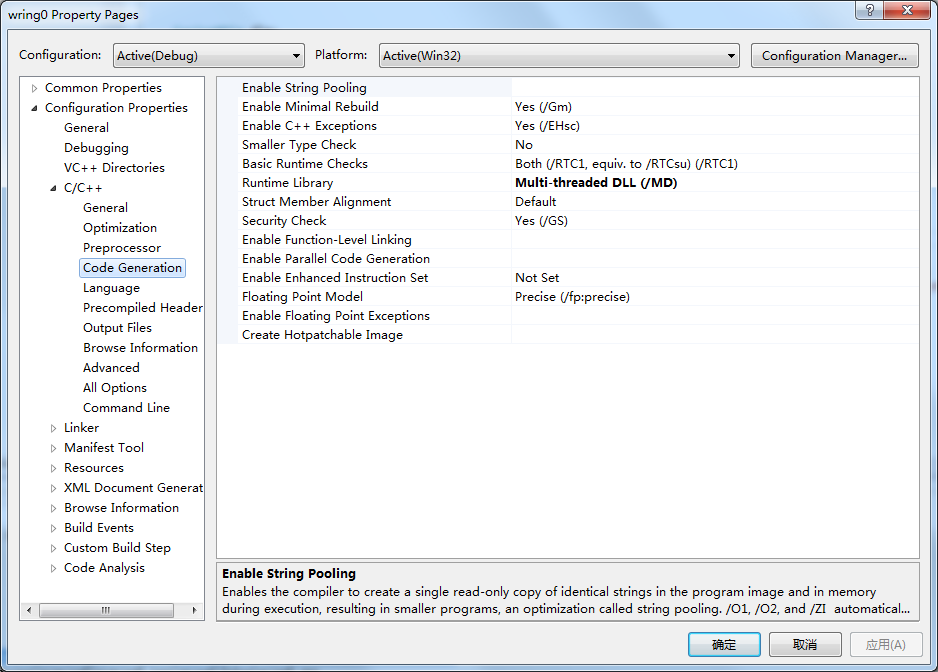 wring0 Property Pages
Configuration: Active(Debug) Platform: Active(Win32) Configuration Manager...
Common Properties
Configuration Properties
General
Debugging
VC++ Directories
C/C++
General
Optimization
Preprocessor
Code Generation
Language
Precompiled Header
Output Files
Browse Information
Advanced
All Options
Command Line
Linker
Manifest Tool
Resources
XML Document Generat
Browse Information
Build Events
Custom Build Step
Code Analysis
Enable String Pooling
Enable Minimal Rebuild Yes (/Gm)
Enable C++ Exceptions Yes (/EHsc)
Smaller Type Check No
Basic Runtime Checks Both (/RTC1, equiv. to /RTCsu) (/RTC1)
Runtime Library Multi-threaded DLL (/MD)
Struct Member Alignment Default
Security Check Yes (/GS)
Enable Function-Level Linking
Enable Parallel Code Generation
Enable Enhanced Instruction Set Not Set
Floating Point Model Precise (/fp:precise)
Enable Floating Point Exceptions
Create Hotpatchable Image
Enable String Pooling
Enables the compiler to create a single read-only copy of identical strings in the program image and in memory
during execution, resulting in smaller programs, an optimization called string pooling. /O1, /O2, and /ZI automatical...
确定 取消 应用(A)